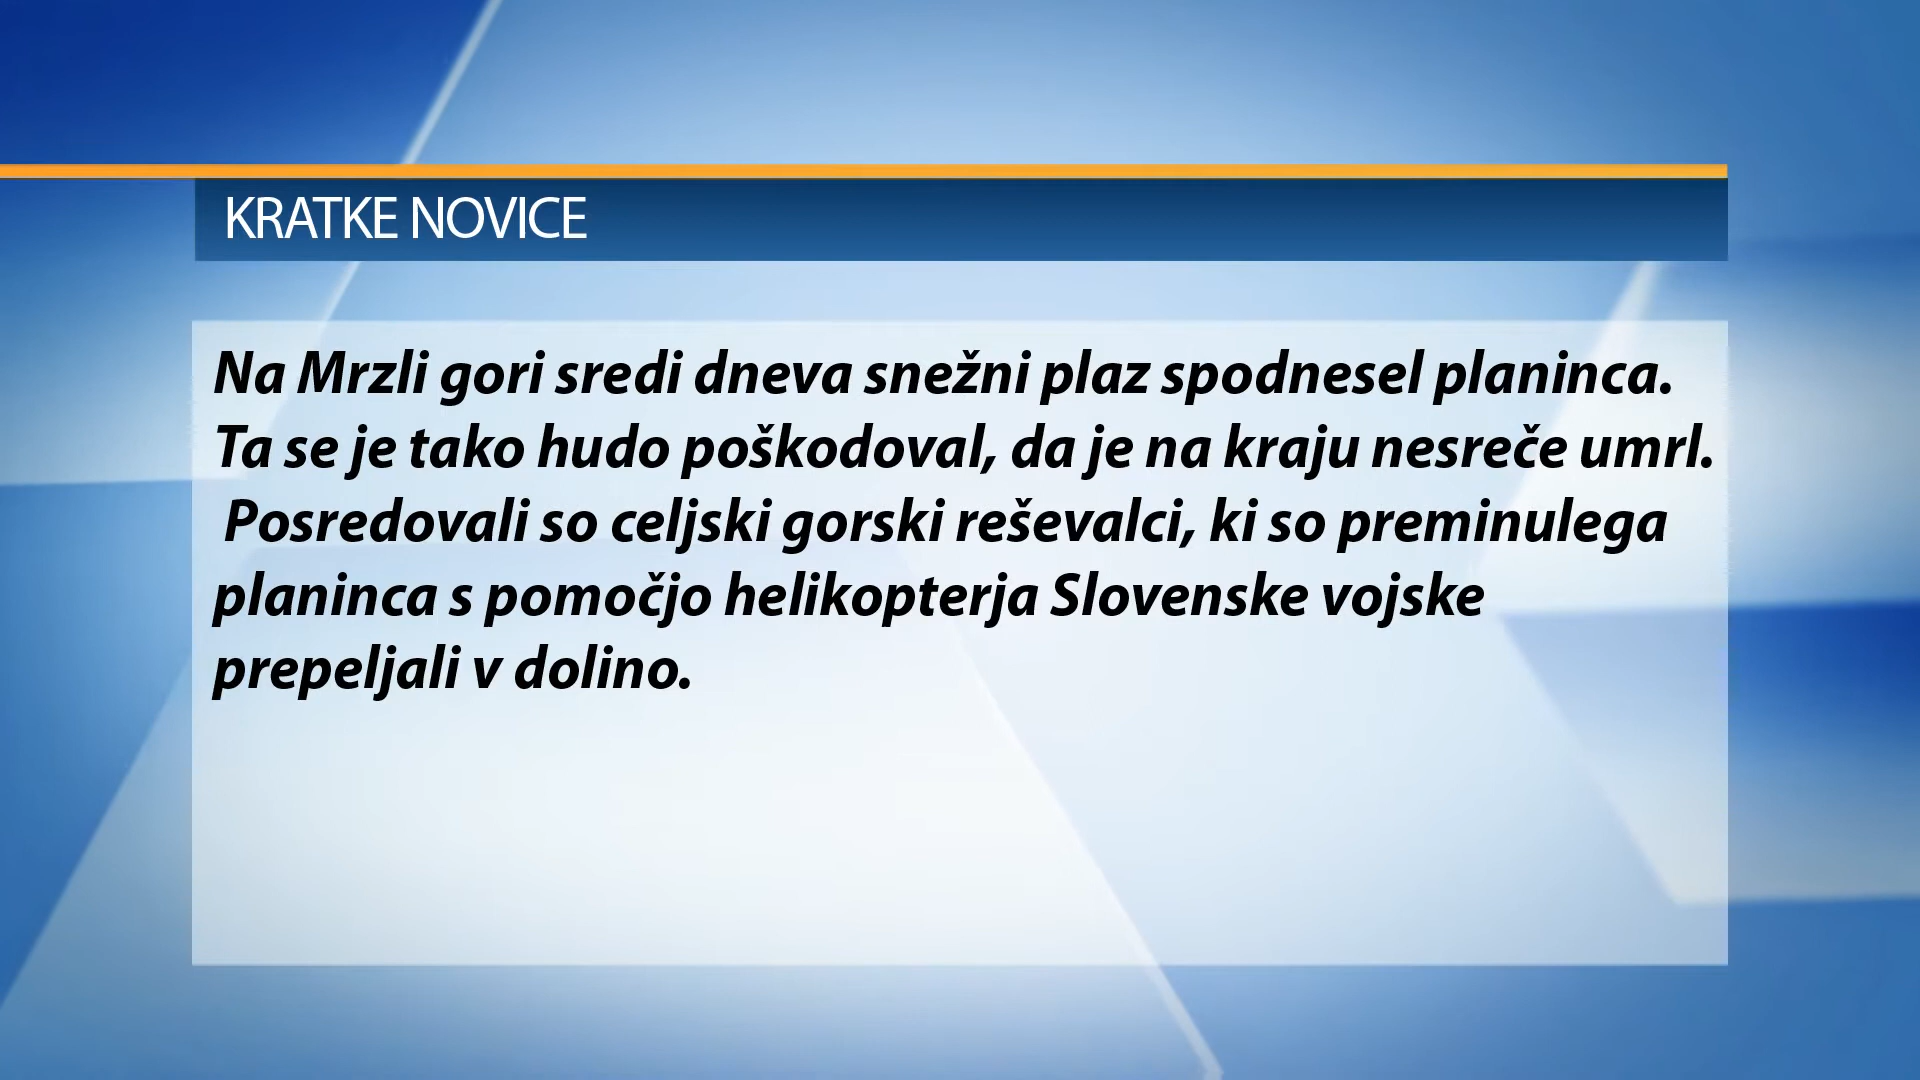 KRATKE NOVICE
Na Mrzli gori sredi dneva snežni plaz spodnesel planinca.
Ta se je tako hudo poškodoval, da je na kraju nesreče umrl.
Posredovali so celjski gorski reševalci, ki so preminulega
planinca s pomočjo helikopterja Slovenske vojske
prepeljali v dolino.